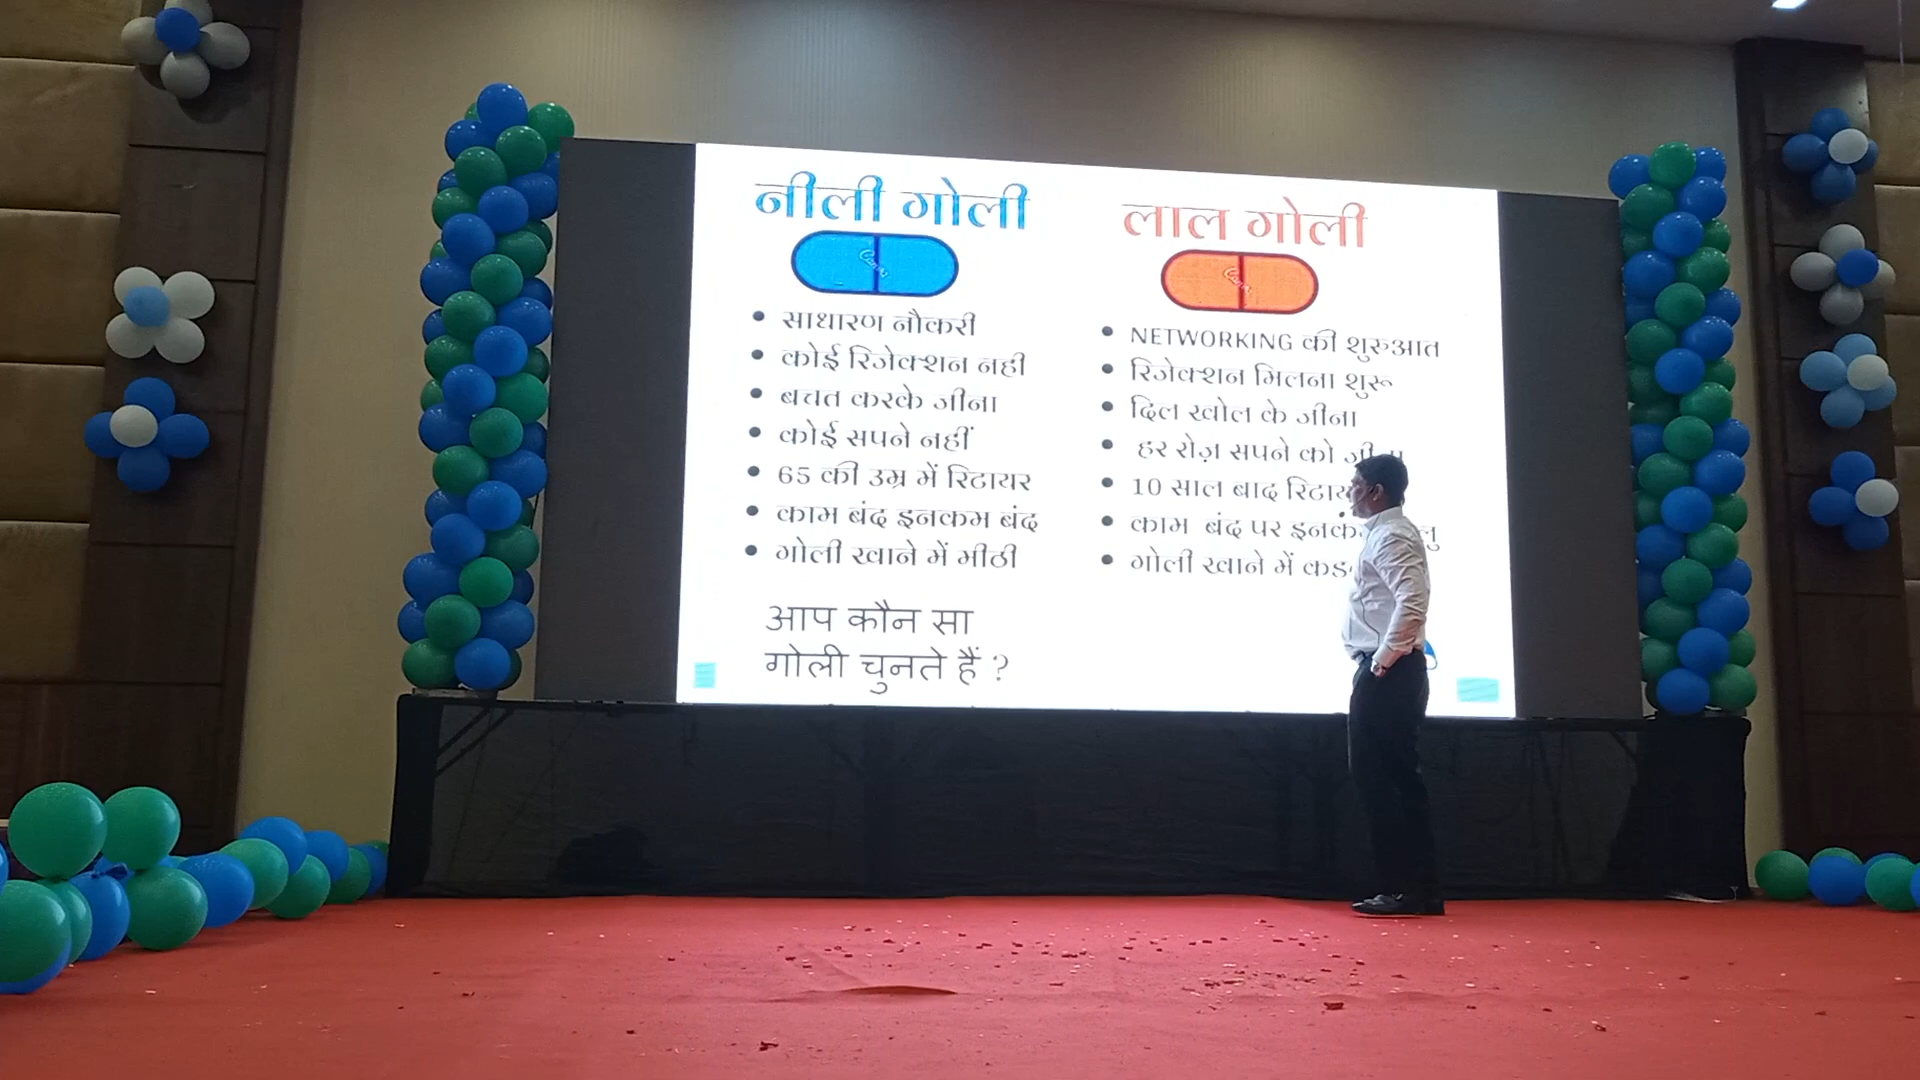 नीली गोली
साधारण नौकरी
कोई रिजेक्शन नही
बचत करके जीना
कोई सपने नहीं
65 की उम्र में रिटायर
काम बंद इनकम बंद
गोली खाने में मीठी
आप कौन सा
गोली चुनते हैं ?
लाल गोली
NETWORKING की शुरुआत
रिजेक्शन मिलना शुरू
दिल खोल के जीना
हर रोज़ सपने को
10 साल बाद
काम बंद पर
गोली खाने में